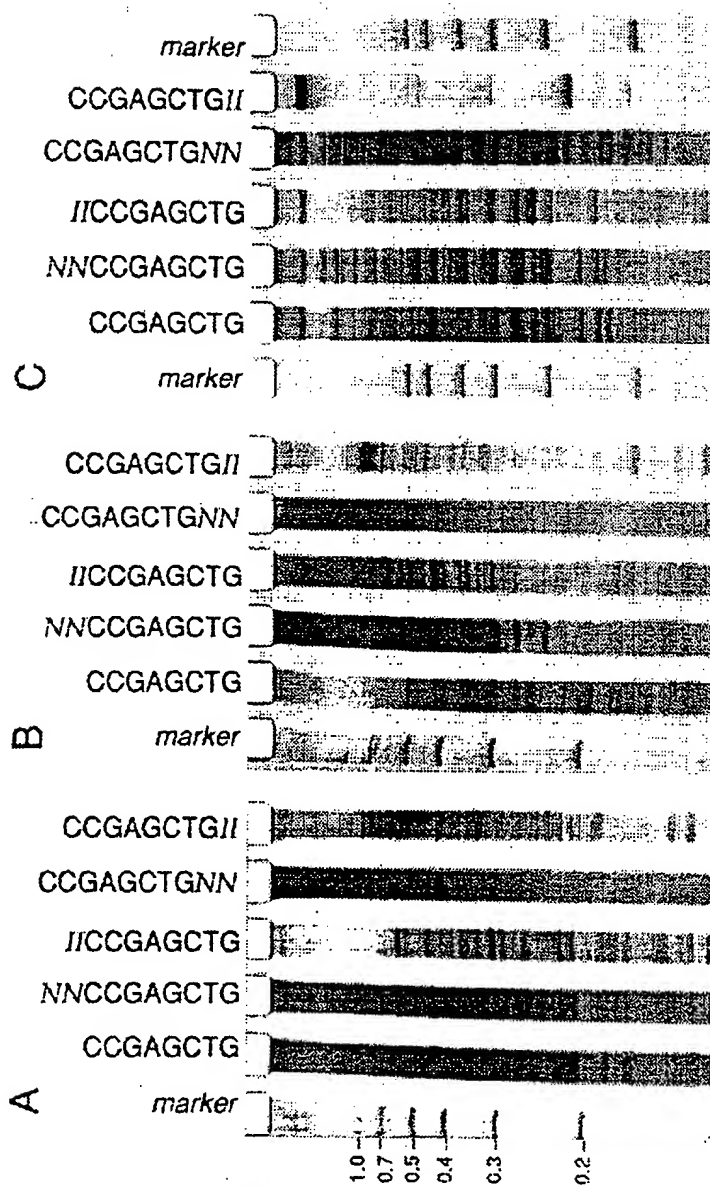 marker
CCGAGCTGII
CCGAGCTGNN
IICCGAGCTG
NNCCGAGCTG
CCGAGCTG
C
marker
CCGAGCTGII
CCGAGCTGNN
IICCGAGCTG
NNCCGAGCTG
CCGAGCTG
B
marker
CCGAGCTGII
CCGAGCTGNN
IICCGAGCTG
NNCCGAGCTG
CCGAGCTG
A
marker
1.0
0.7
0.5
0.4
0.3
0.2